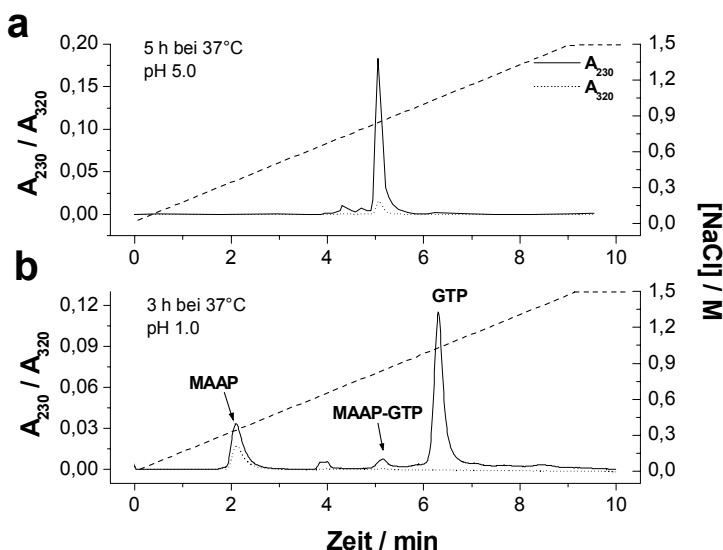 a
5 h bei 37°C
pH 5.0
A230
A320
0,20
0,15
0,10
0,05
0,00
1,5
1,2
0,9
0,6
0,3
0,0
0 2 4 6 8 10
A230 / A320
[NaCl] / M
b
3 h bei 37°C
pH 1.0
MAAP
MAAP-GTP
GTP
0,12
0,09
0,06
0,03
0,00
1,5
1,2
0,9
0,6
0,3
0,0
0 2 4 6 8 10
A230 / A320
Zeit / min